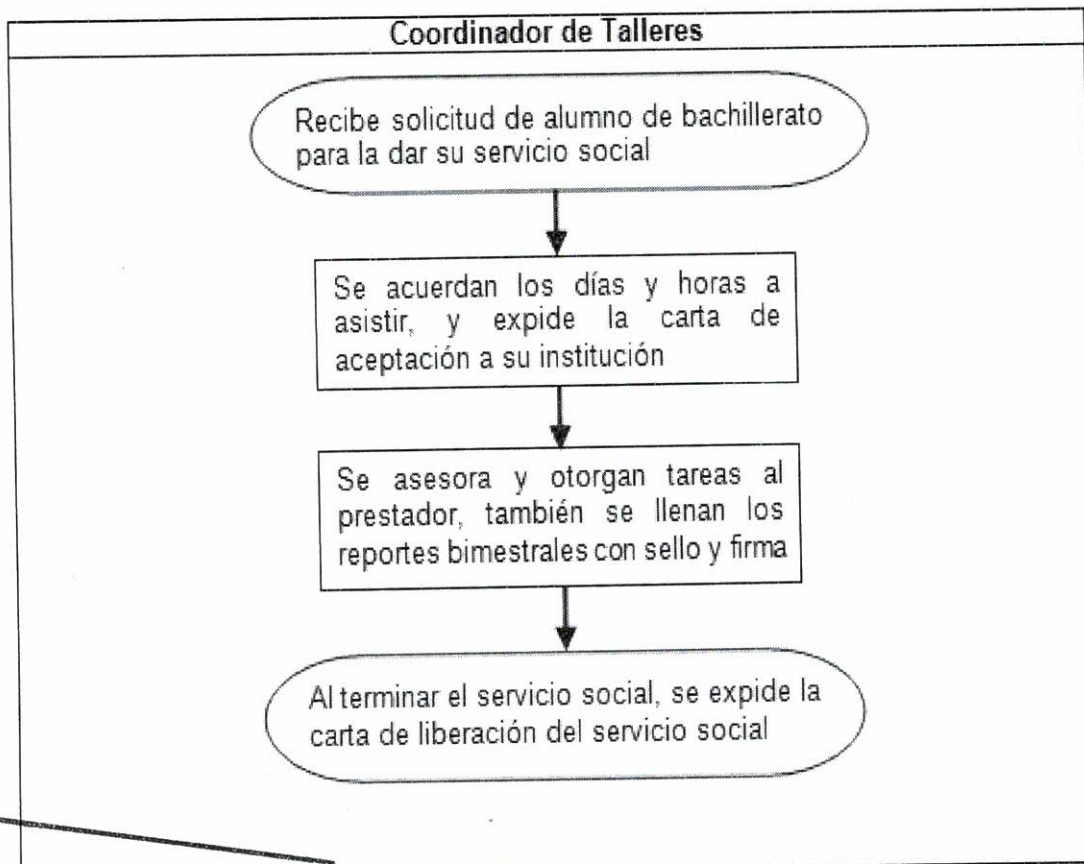 Coordinador de Talleres
Recibe solicitud de alumno de bachillerato
para la dar su servicio social
Se acuerdan los días y horas a
asistir, y expide la carta de
aceptación a su institución
Se asesora y otorgan tareas al
prestador, también se llenan los
reportes bimestrales con sello y firma
Al terminar el servicio social, se expide la
carta de liberación del servicio social